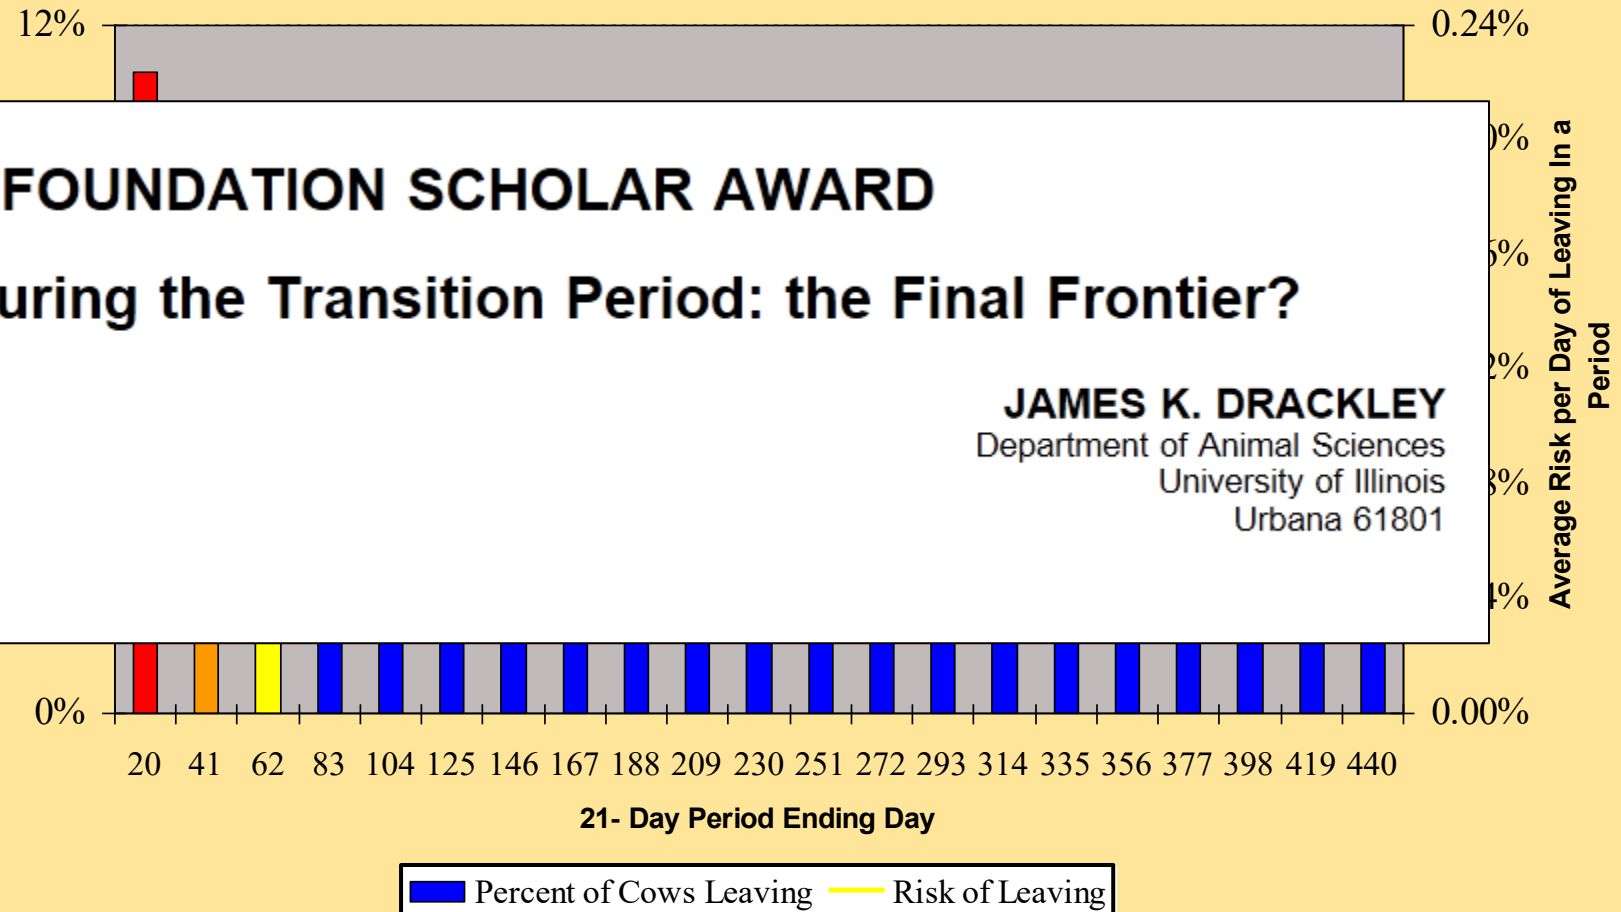 12%
0.24%
FOUNDATION SCHOLAR AWARD
the Transition Period: the Final Frontier?
JAMES K. DRACKLEY
Department of Animal Sciences
University of Illinois
Urbana 61801
Average Risk per Day of Leaving In a
Period
0%
0.00%
20 41 62 83 104 125 146 167 188 209 230 251 272 293 314 335 356 377 398 419 440
21- Day Period Ending Day
Percent of Cows Leaving
Risk of Leaving